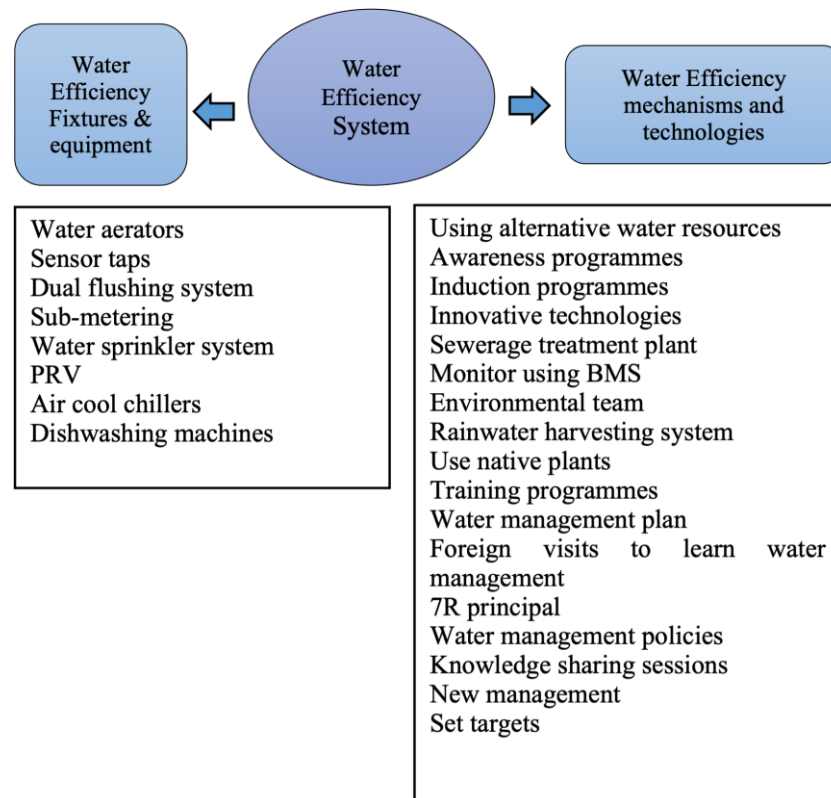 Water
Efficiency
Fixtures &
equipment
Water
Efficiency
System
Water Efficiency
mechanisms and
technologies
Water aerators
Sensor taps
Dual flushing system
Sub-metering
Water sprinkler system
PRV
Air cool chillers
Dishwashing machines
Using alternative water resources
Awareness programmes
Induction programmes
Innovative technologies
Sewerage treatment plant
Monitor using BMS
Environmental team
Rainwater harvesting system
Use native plants
Training programmes
Water management plan
Foreign visits to learn water
management
7R principal
Water management policies
Knowledge sharing sessions
New management
Set targets